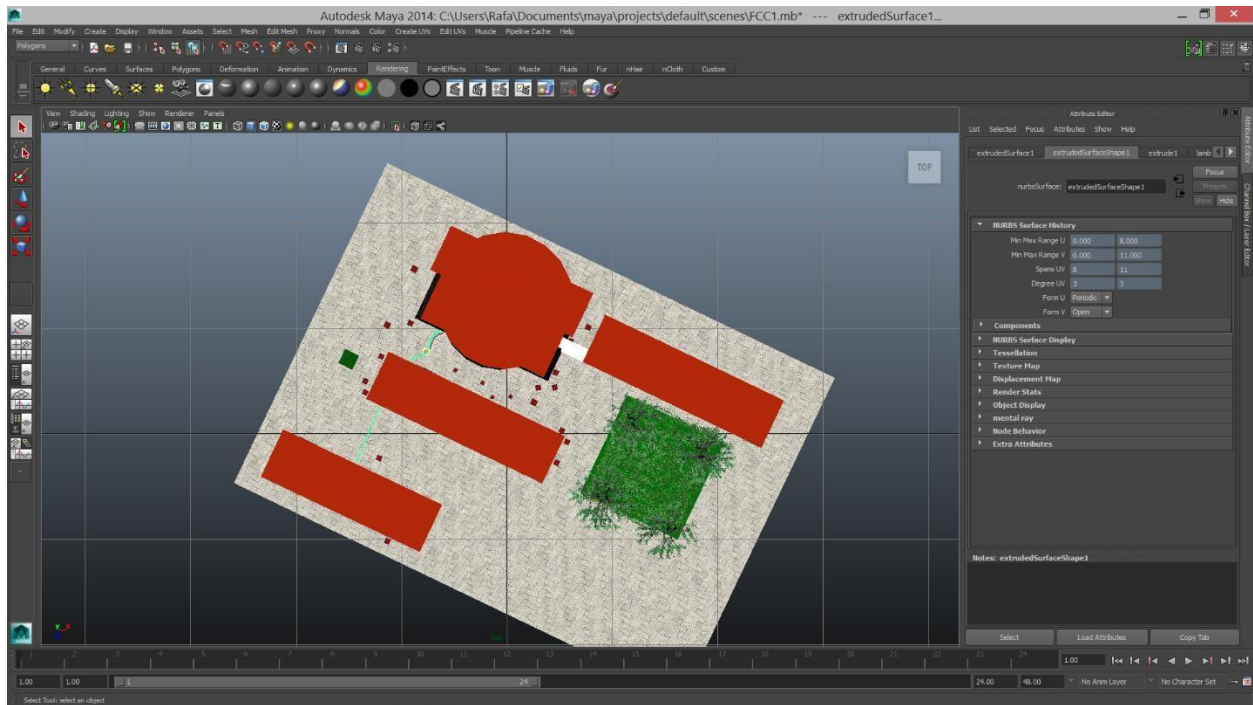 Autodesk Maya 2014: C:\Users\Rafa\Documents\maya\projects\default\scenes\FCC1.mb* --- extrudedSurface1...
File Edit Modify Create Display Window Assets Select Mesh Edit Mesh Proxy Normals Color Create UVs Edit UVs Muscle Pipeline Cache Help
Polygons
General Curves Surfaces Polygons Deformation Animation Dynamics Rendering PaintEffects Toon Muscle Fluids Fur nHair nCloth Custom
View Shading Lighting Show Renderer Panels
TOP
Attribute Editor
List Selected Focus Attributes Show Help
extrudedSurface1 extrudedSurfaceShape1 extrude1 lamb
nurbsSurface: extrudedSurfaceShape1
Focus
Presets
Show Hide
NURBS Surface History
Min Max Range U 0.000 8.000
Min Max Range V 0.000 11.000
Spans UV 8 11
Degree UV 3 3
Form U Periodic
Form V Open
Components
NURBS Surface Display
Tessellation
Texture Map
Displacement Map
Render Stats
Object Display
mental ray
Node Behavior
Extra Attributes
Notes: extrudedSurfaceShape1
Select Load Attributes Copy Tab
Attribute Editor
Channel Box / Layer Editor
1 2 3 4 5 6 7 8 9 10 11 12 13 14 15 16 17 18 19 20 21 22 23 24 1.00
1.00 1.00 1 24 24.00 48.00 No Anim Layer No Character Set
Select Tool: select an object